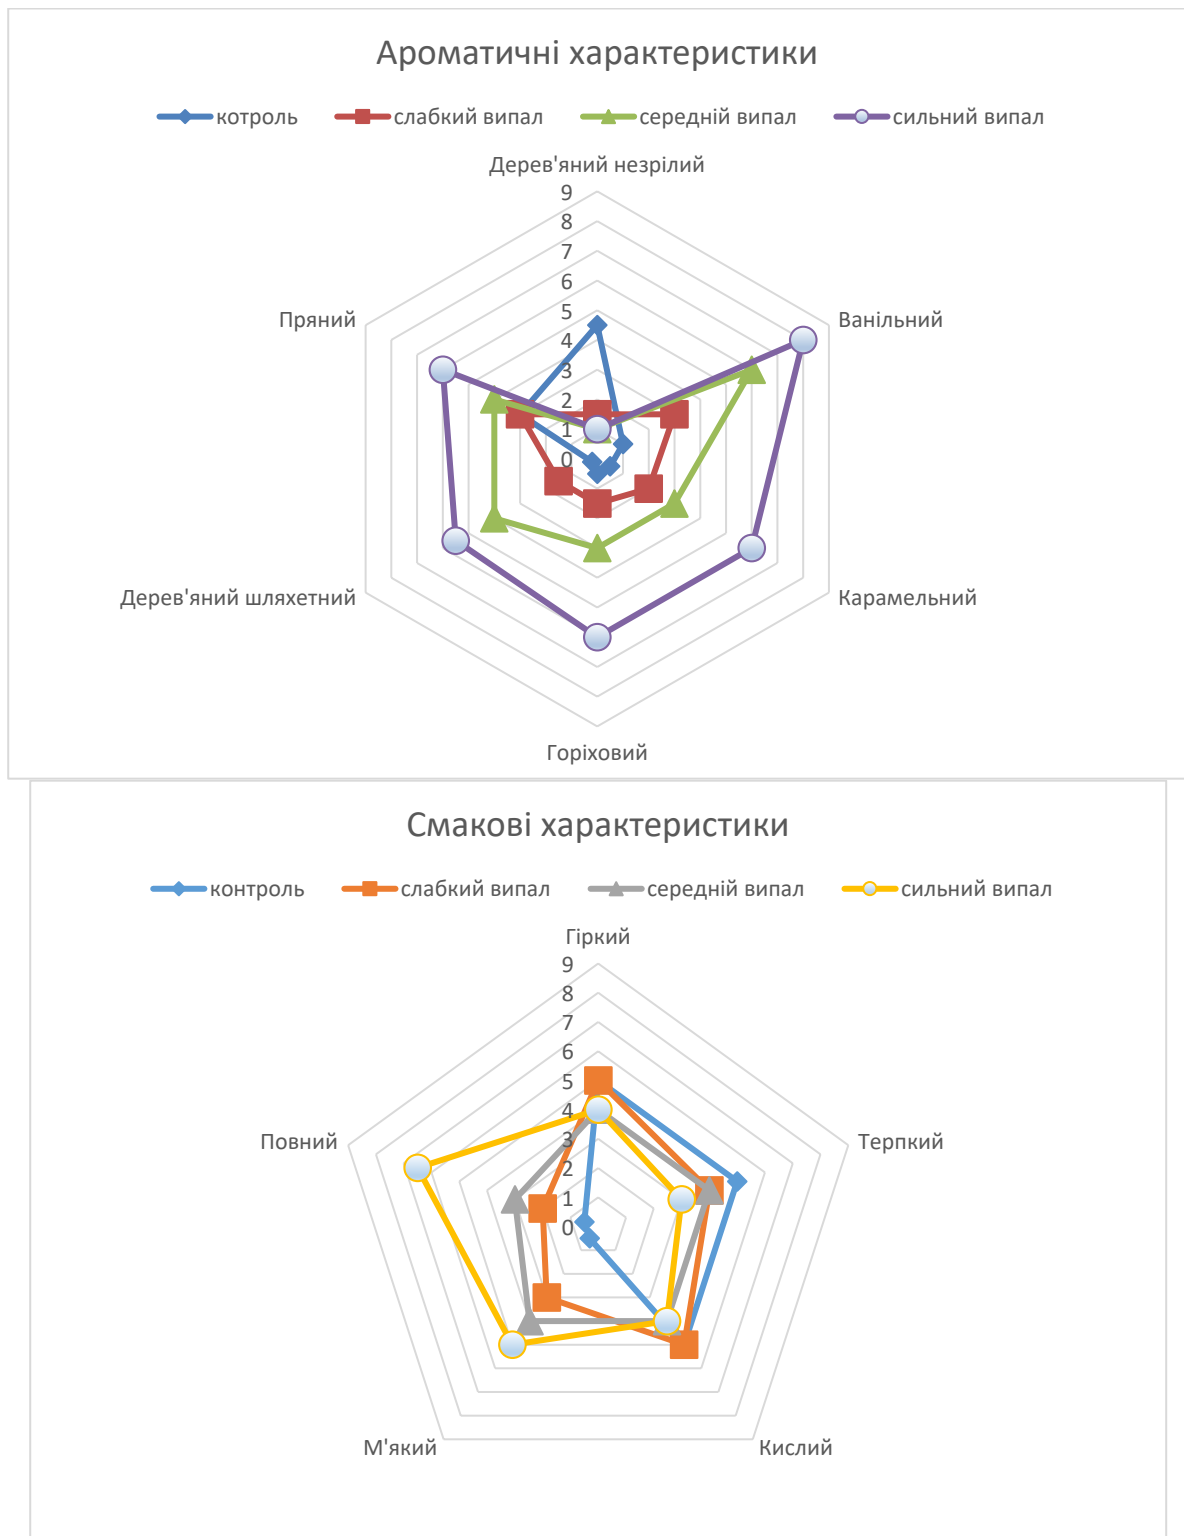 Ароматичні характеристики
котроль слабкий випал середній випал сильний випал
Дерев'яний незрілий
9
8
7
6
5
4
3
2
1
0
Пряний
Ванільний
Дерев'яний шляхетний
Карамельний
Горіховий
Смакові характеристики
контроль слабкий випал середній випал сильний випал
Гіркий
9
8
7
6
5
4
3
2
1
0
Повний
Терпкий
М'який
Кислий